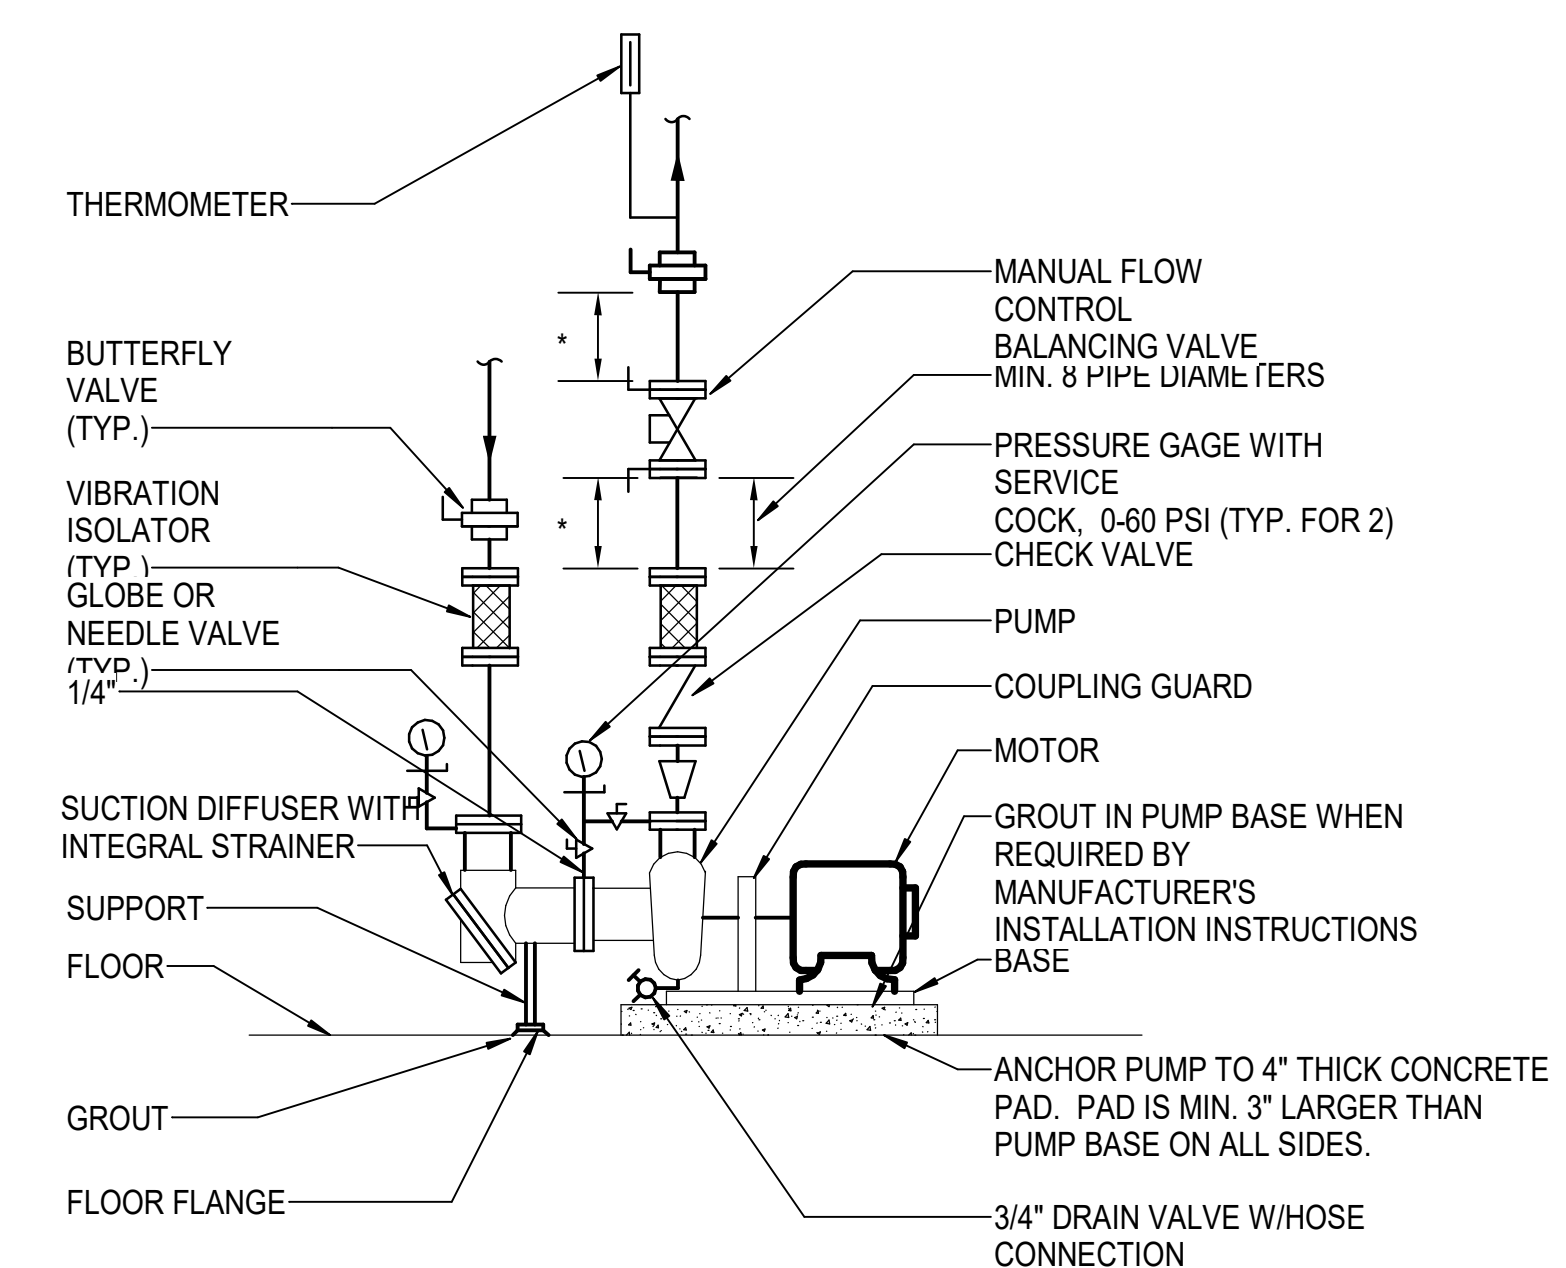 THERMOMETER
BUTTERFLY
VALVE
(TYP.)
VIBRATION
ISOLATOR
(TYP.)
GLOBE OR
NEEDLE VALVE
(TYP.)
1/4"
SUCTION DIFFUSER WITH
INTEGRAL STRAINER
SUPPORT
FLOOR
GROUT
FLOOR FLANGE
*
*
MANUAL FLOW
CONTROL
BALANCING VALVE
MIN. 8 PIPE DIAMETERS
PRESSURE GAGE WITH
SERVICE
COCK, 0-60 PSI (TYP. FOR 2)
CHECK VALVE
PUMP
COUPLING GUARD
MOTOR
GROUT IN PUMP BASE WHEN
REQUIRED BY
MANUFACTURER'S
INSTALLATION INSTRUCTIONS
BASE
ANCHOR PUMP TO 4" THICK CONCRETE
PAD. PAD IS MIN. 3" LARGER THAN
PUMP BASE ON ALL SIDES.
3/4" DRAIN VALVE W/HOSE
CONNECTION